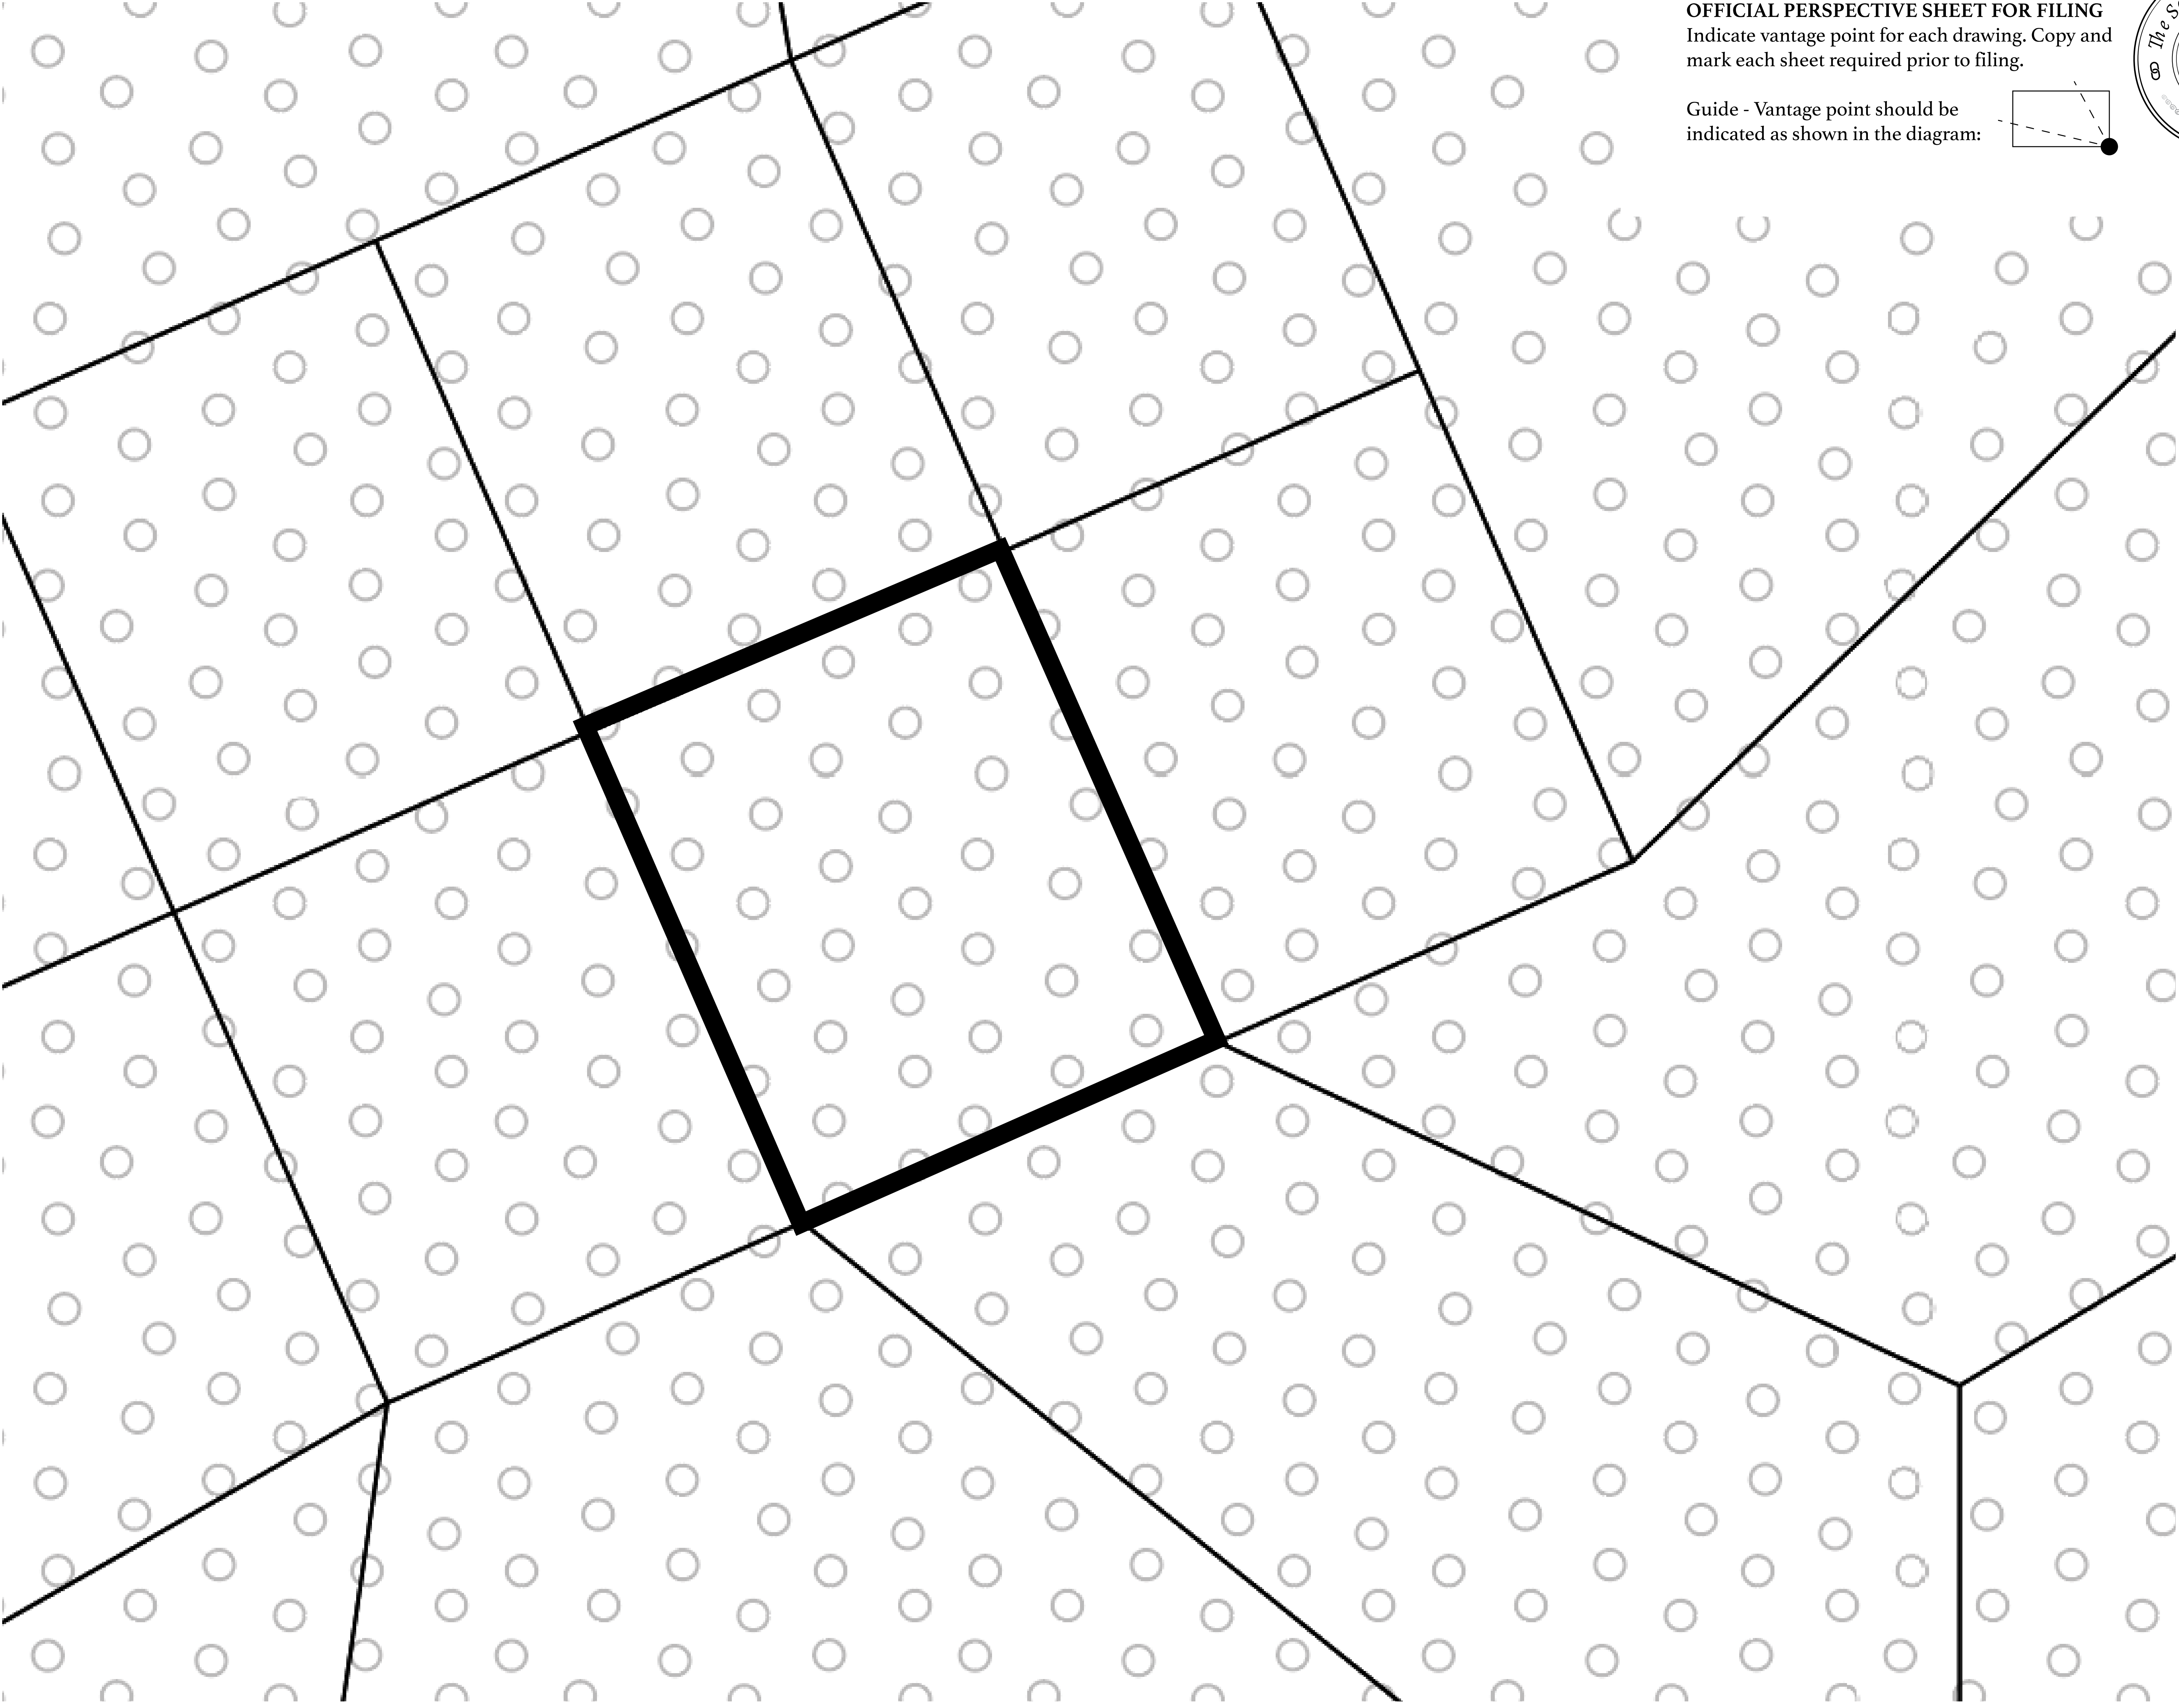 OFFICIAL PERSPECTIVE SHEET FOR FILING
Indicate vantage point for each drawing. Copy and
mark each sheet required prior to filing.
Guide - Vantage point should be
indicated as shown in the diagram:
The